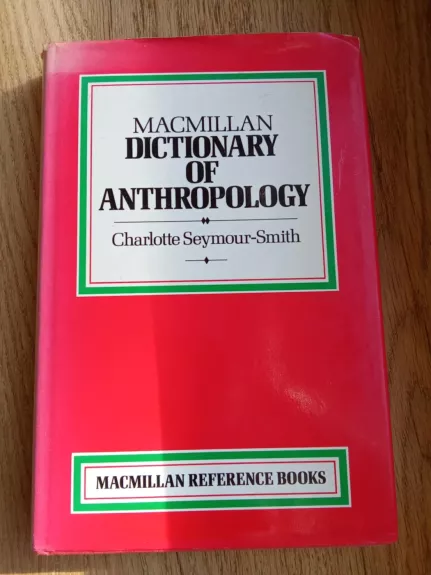 MACMILLAN
DICTIONARY
OF
ANTHROPOLOGY
Charlotte Seymour-Smith
MACMILLAN REFERENCE BOOKS